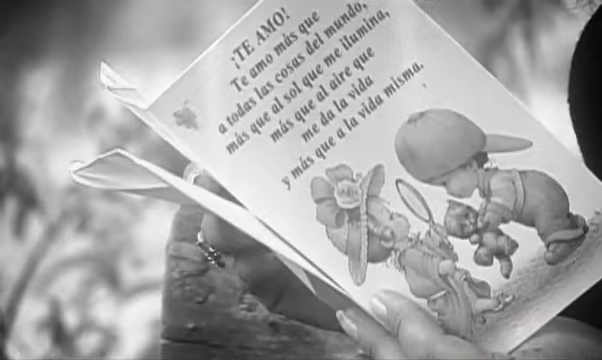 ¡TE AMO!
Te amo más que
a todas las cosas del mundo,
más que al sol que me ilumina,
más que al aire que
me da la vida
y más que a la vida misma.